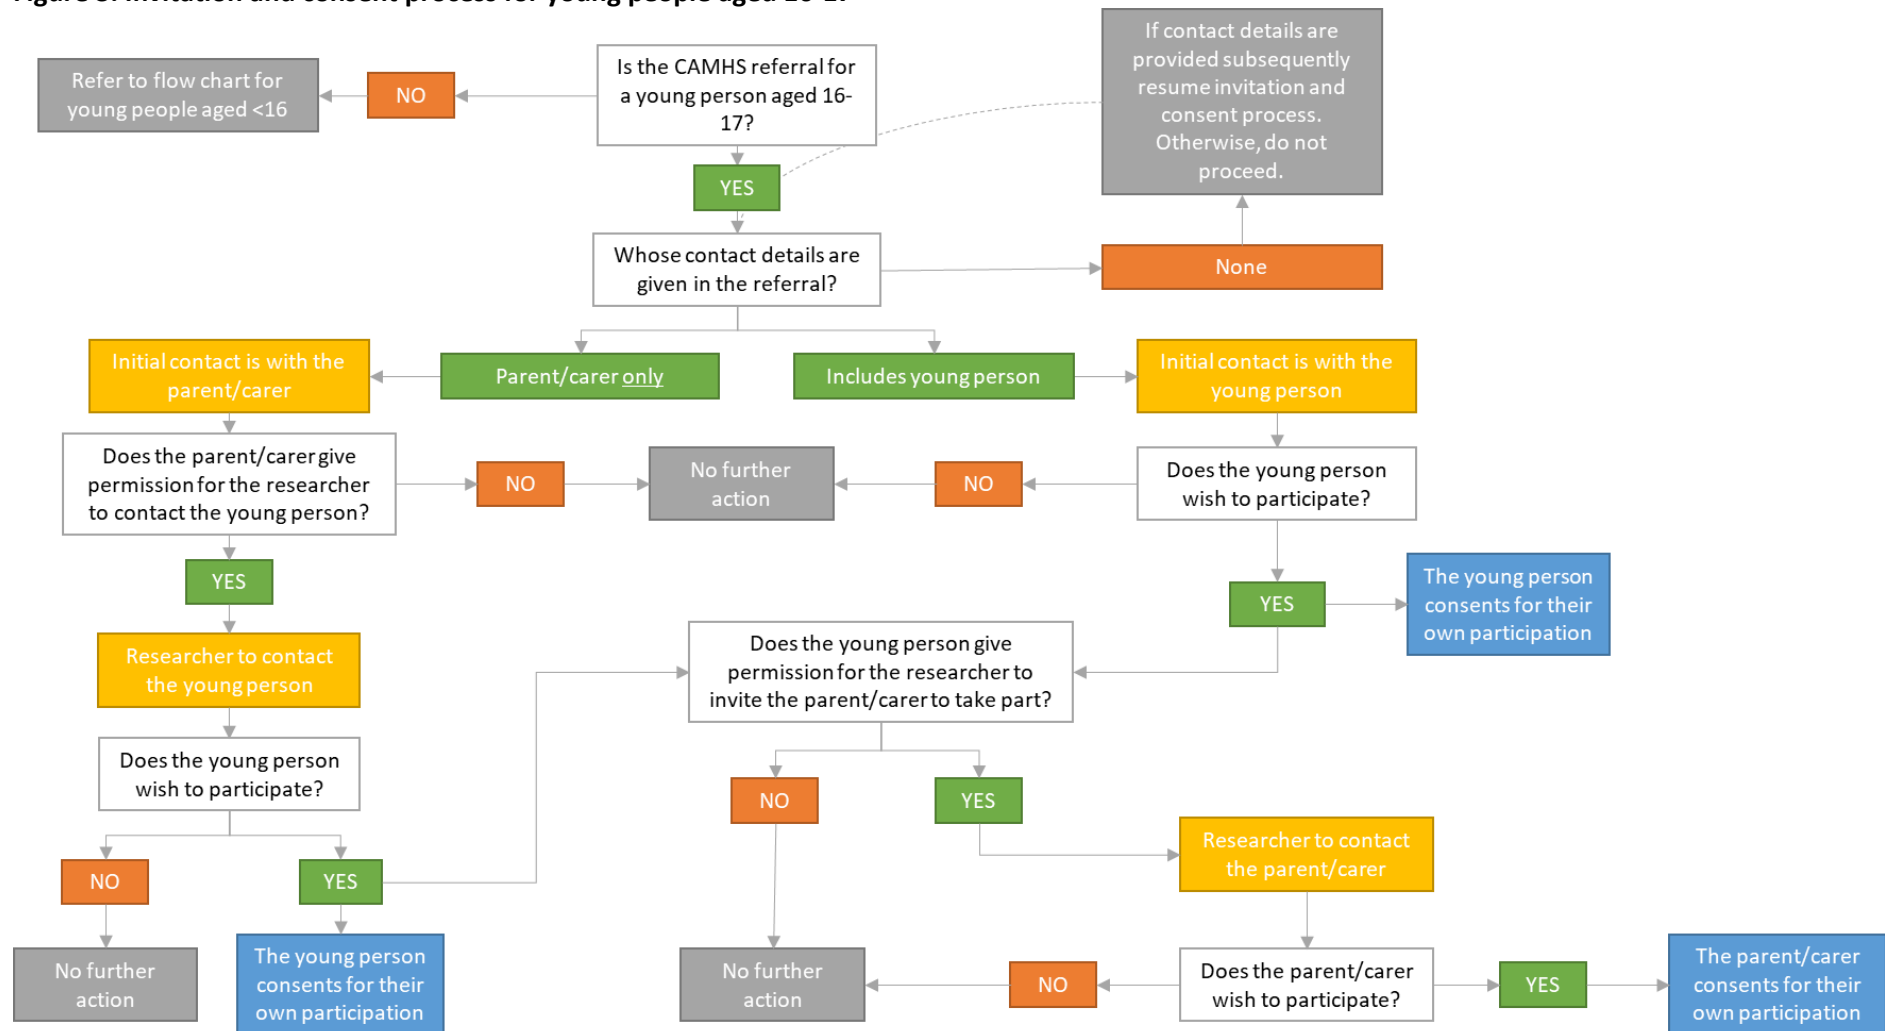 Is the CAMHS referral for
a young person aged 16-
17?
NO
Refer to flow chart for
young people aged <16
If contact details are
provided subsequently
resume invitation and
consent process.
Otherwise, do not
proceed.
YES
Whose contact details are
given in the referral?
None
Initial contact is with the
parent/carer
Parent/carer only
Includes young person
Initial contact is with the
young person
Does the parent/carer give
permission for the researcher
to contact the young person?
NO
No further
action
NO
Does the young person
wish to participate?
YES
YES
The young person
consents for their
own participation
Researcher to contact
the young person
Does the young person give
permission for the researcher to
invite the parent/carer to take part?
Does the young person
wish to participate?
NO
YES
Researcher to contact
the parent/carer
NO
YES
No further
action
The young person
consents for their
own participation
No further
action
NO
Does the parent/carer
wish to participate?
YES
The parent/carer
consents for their
own participation